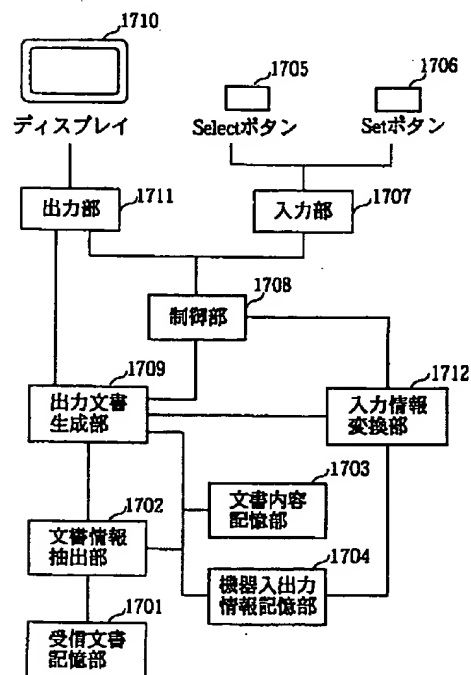 1710
ディスプレイ
1705
Selectボタン
1706
Setボタン
1711
出力部
1707
入力部
1708
制御部
1709
出力文書
生成部
1712
入力情報
変換部
1703
文書内容
記憶部
1702
文書情報
抽出部
1704
機器入出力
情報記憶部
1701
受信文書
記憶部